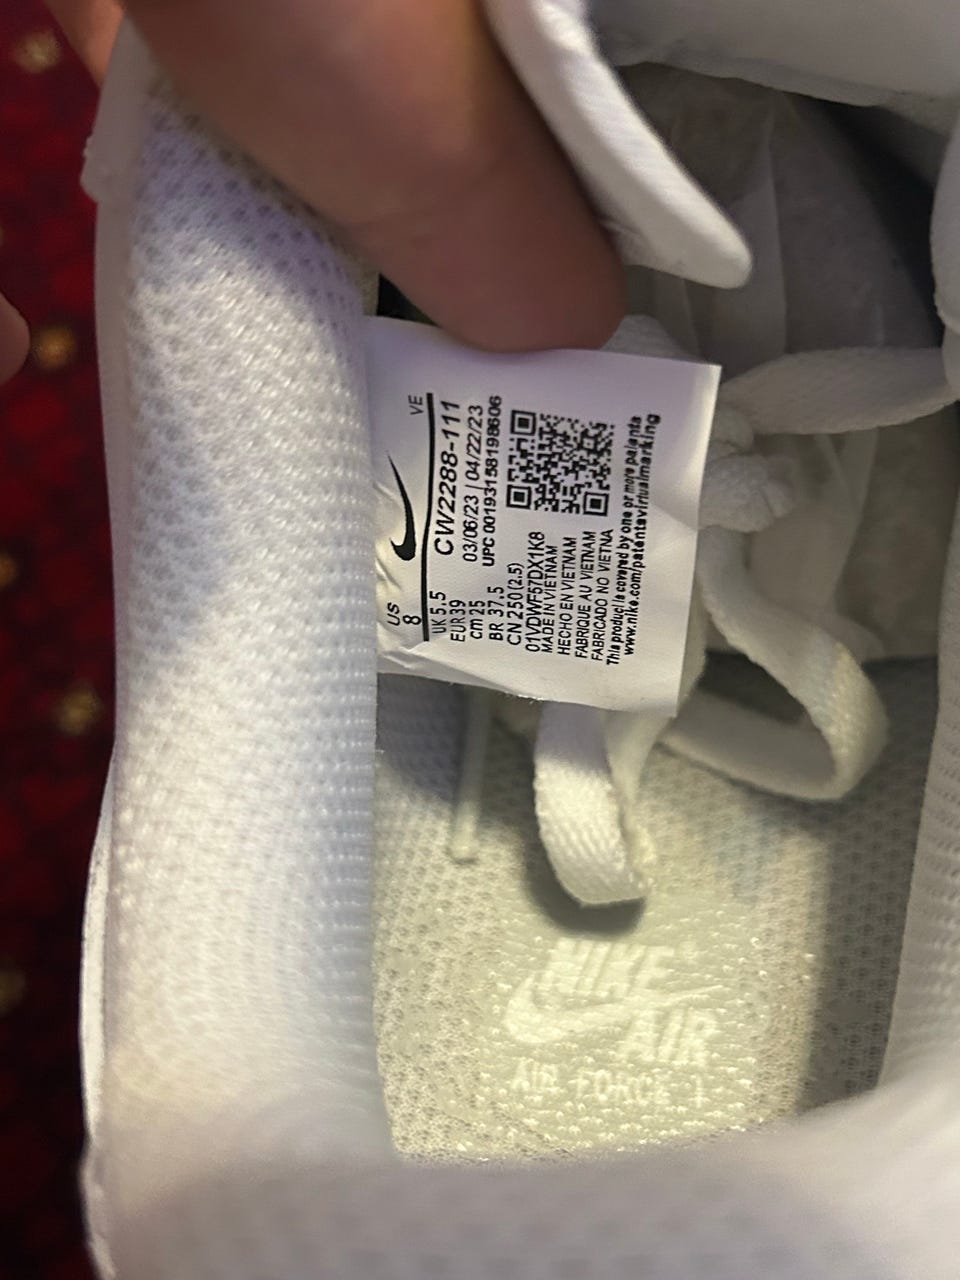 US
8
VE
UK 5.5
EUR 39
cm 25
BR 37.5
CN 250(2.5)
CW2288-111
03/06/23 | 04/22/23
UPC 00193158198606
01VDWF57DX1K8
MADE IN VIETNAM
HECHO EN VIETNAM
FABRIQUE AU VIETNAM
FABRICADO NO VIETNA
This product is covered by one or more patents
www.nike.com/patentsvirtualmarking
NIKE
AIR
AIR FORCE 1